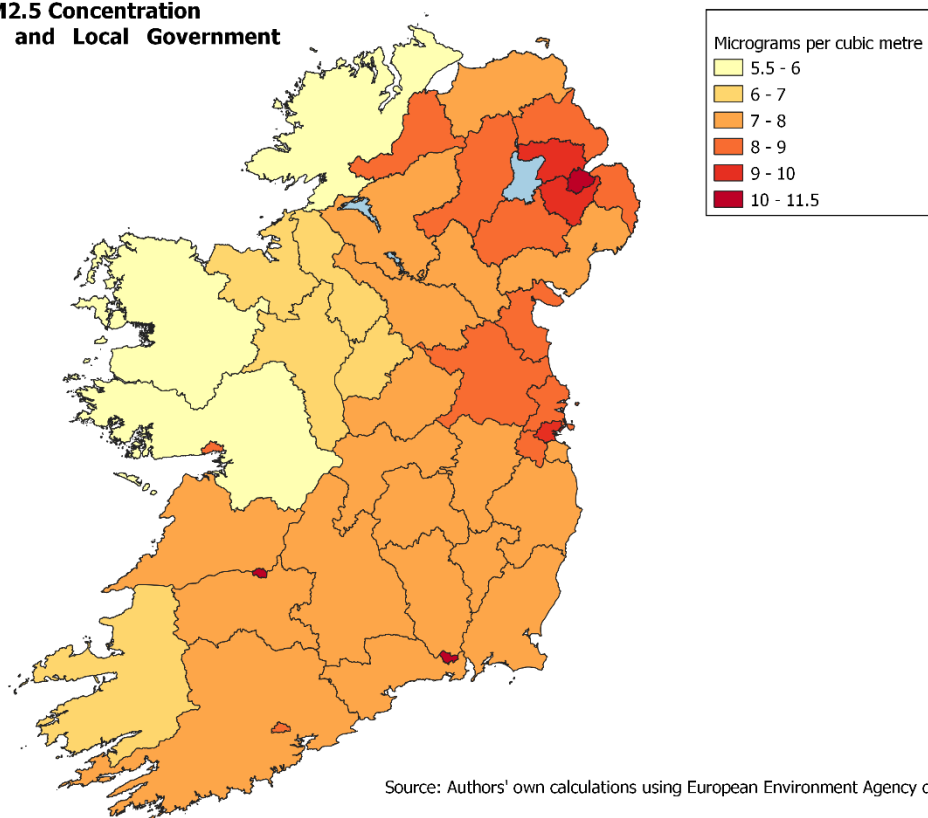 M2.5 Concentration
and Local Government
Micrograms per cubic metre
5.5 - 6
6 - 7
7 - 8
8 - 9
9 - 10
10 - 11.5
Source: Authors' own calculations using European Environment Agency